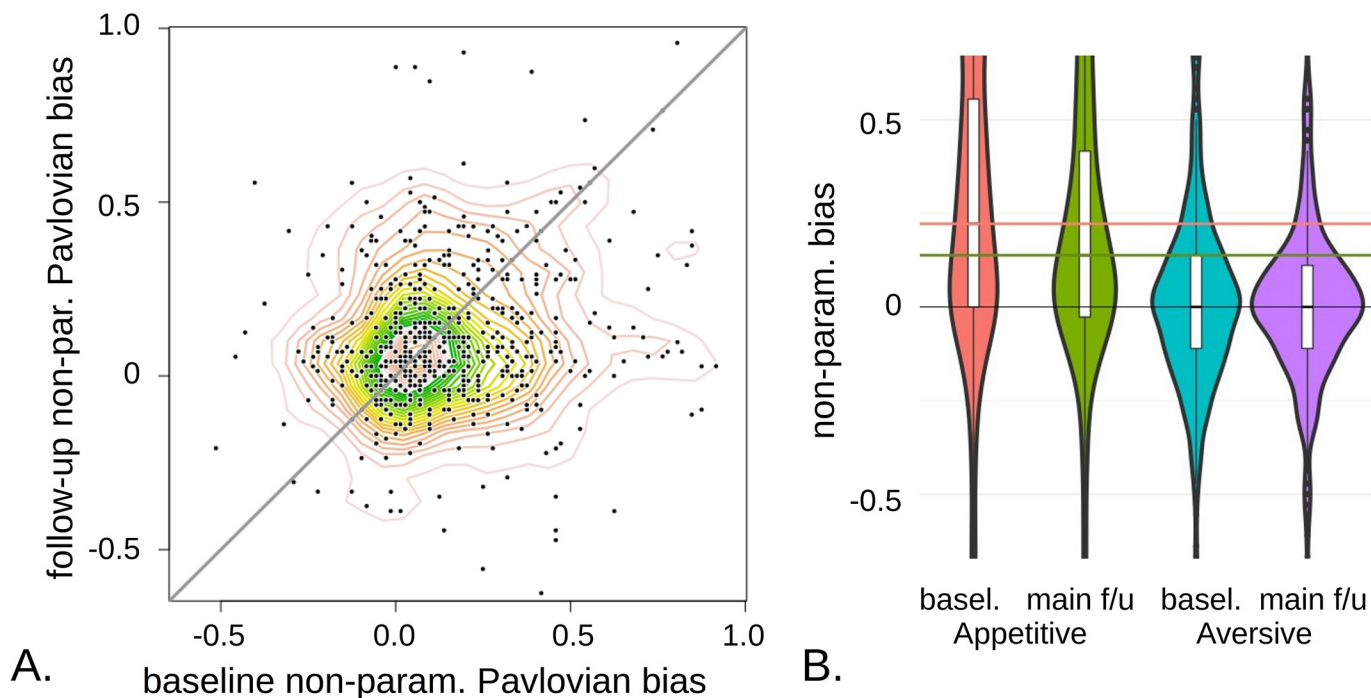 1.0
0.5
0
-0.5
follow-up non-par. Pavlovian bias
-0.5
0.0
0.5
1.0
baseline non-param. Pavlovian bias
A.
0.5
0
-0.5
non-param. bias
basel. main f/u basel. main f/u
Appetitive Aversive
B.